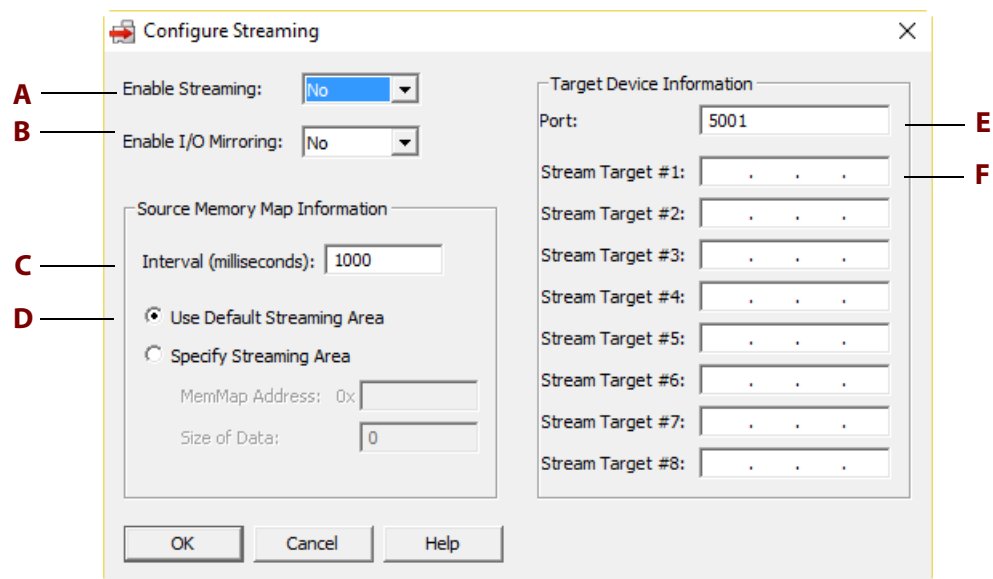 Configure Streaming
A
Enable Streaming: No
B
Enable I/O Mirroring: No
Source Memory Map Information
C
Interval (milliseconds): 1000
D
Use Default Streaming Area
Specify Streaming Area
MemMap Address: 0x
Size of Data: 0
Target Device Information
Port: 5001
E
Stream Target #1: . . .
F
Stream Target #2: . . .
Stream Target #3: . . .
Stream Target #4: . . .
Stream Target #5: . . .
Stream Target #6: . . .
Stream Target #7: . . .
Stream Target #8: . . .
OK Cancel Help